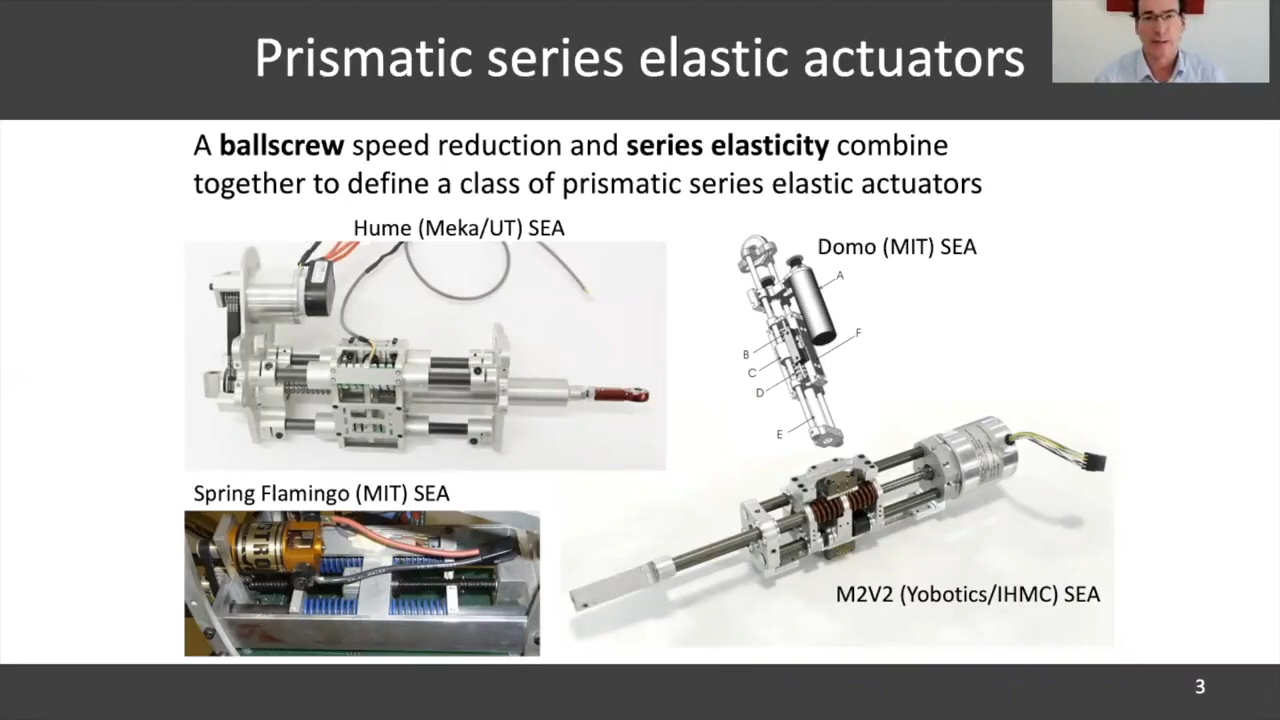 Prismatic series elastic actuators
A ballscrew speed reduction and series elasticity combine
together to define a class of prismatic series elastic actuators
Hume (Meka/UT) SEA
Domo (MIT) SEA
A
F
B
C
D
E
Spring Flamingo (MIT) SEA
M2V2 (Yobotics/IHMC) SEA
3